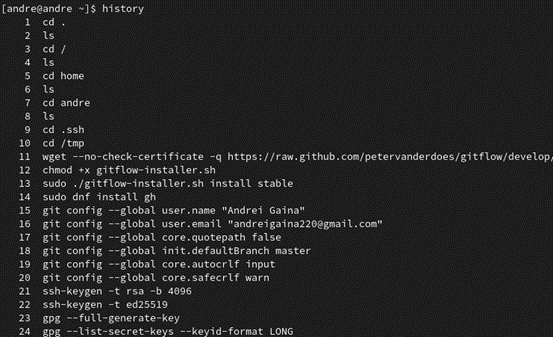 [andre@andre ~]$ history
1 cd .
2 ls
3 cd /
4 ls
5 cd home
6 ls
7 cd andre
8 ls
9 cd .ssh
10 cd /tmp
11 wget --no-check-certificate -q https://raw.github.com/petervanderdoes/gitflow/develop/
12 chmod +x gitflow-installer.sh
13 sudo ./gitflow-installer.sh install stable
14 sudo dnf install gh
15 git config --global user.name "Andrei Gaina"
16 git config --global user.email "andreigaina220@gmail.com"
17 git config --global core.quotepath false
18 git config --global init.defaultBranch master
19 git config --global core.autocrlf input
20 git config --global core.safecrlf warn
21 ssh-keygen -t rsa -b 4096
22 ssh-keygen -t ed25519
23 gpg --full-generate-key
24 gpg --list-secret-keys --keyid-format LONG